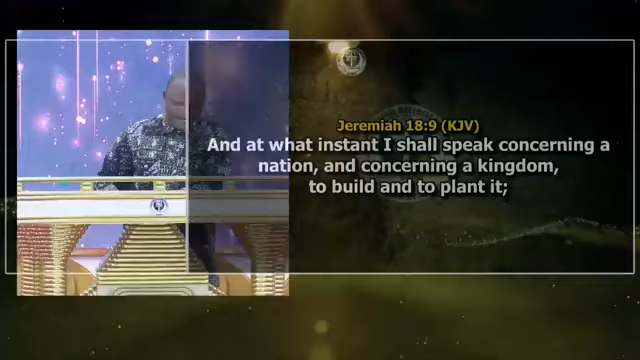 Jeremiah 18:9 (KJV)
And at what instant I shall speak concerning a
nation, and concerning a kingdom,
to build and to plant it;